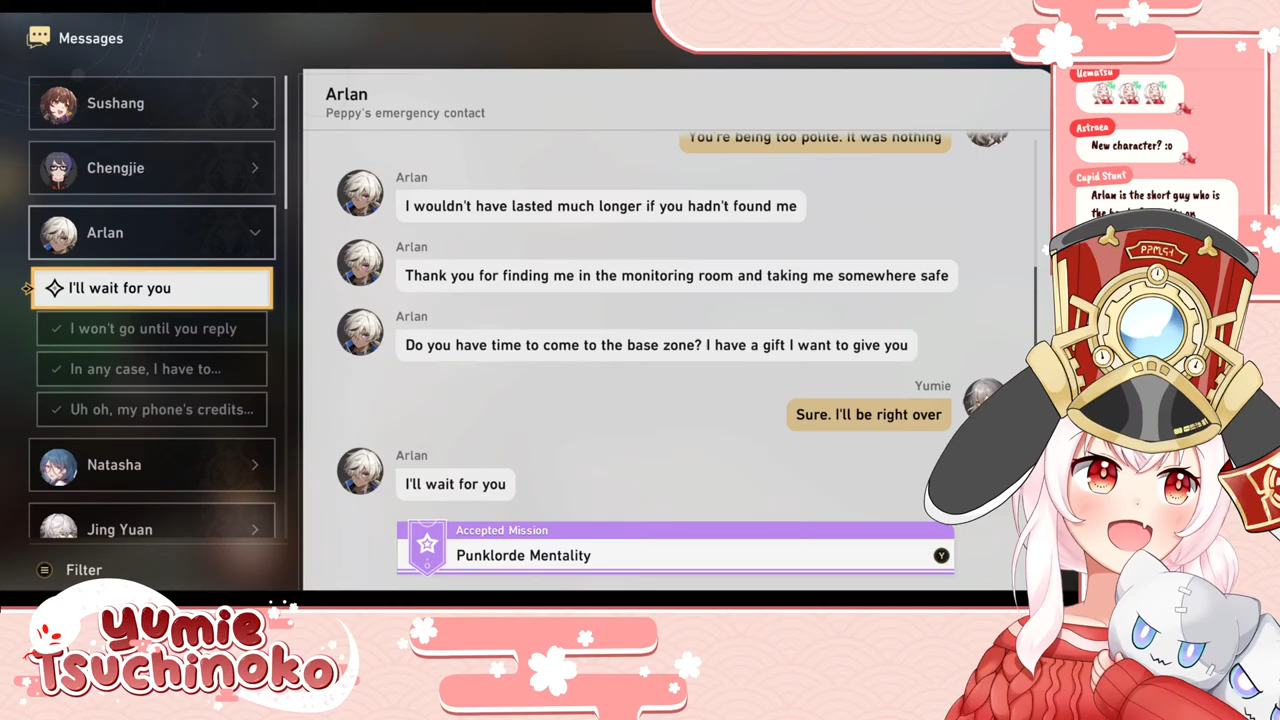 Messages
Sushang
Chengjie
Arlan
I'll wait for you
I won't go until you reply
In any case, I have to...
Uh oh, my phone's credits...
Natasha
Jing Yuan
Filter
Arlan
Peppy's emergency contact
You're being too polite. It was nothing
Arlan
I wouldn't have lasted much longer if you hadn't found me
Arlan
Thank you for finding me in the monitoring room and taking me somewhere safe
Arlan
Do you have time to come to the base zone? I have a gift I want to give you
Yumie
Sure. I'll be right over
Arlan
I'll wait for you
Accepted Mission
Punklorde Mentality
Y
Uematsu
Astraea
New character? :o
Cupid Stunt
Arlan is the short guy who is
Yumie
Tsuchinoko